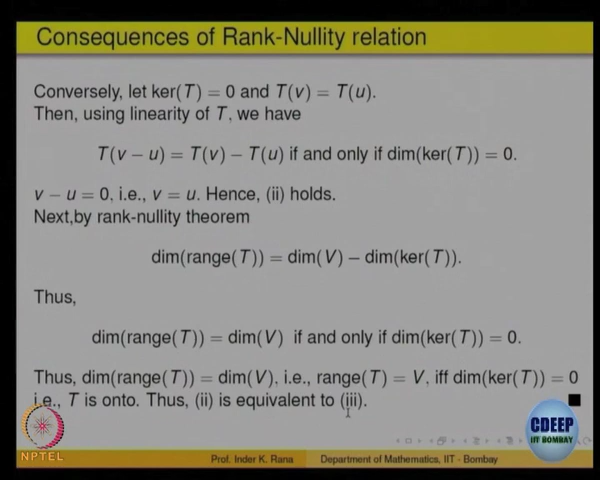 Consequences of Rank-Nullity relation
Conversely, let ker(T) = 0 and T(v) = T(u).
Then, using linearity of T, we have
T(v − u) = T(v) − T(u) if and only if dim(ker(T)) = 0.
v − u = 0, i.e., v = u. Hence, (ii) holds.
Next,by rank-nullity theorem
dim(range(T)) = dim(V) − dim(ker(T)).
Thus,
dim(range(T)) = dim(V) if and only if dim(ker(T)) = 0.
Thus, dim(range(T)) = dim(V), i.e., range(T) = V, iff dim(ker(T)) = 0
i.e., T is onto. Thus, (ii) is equivalent to (iii).
CDEEP
IIT BOMBAY
NPTEL
Prof. Inder K. Rana Department of Mathematics, IIT - Bombay